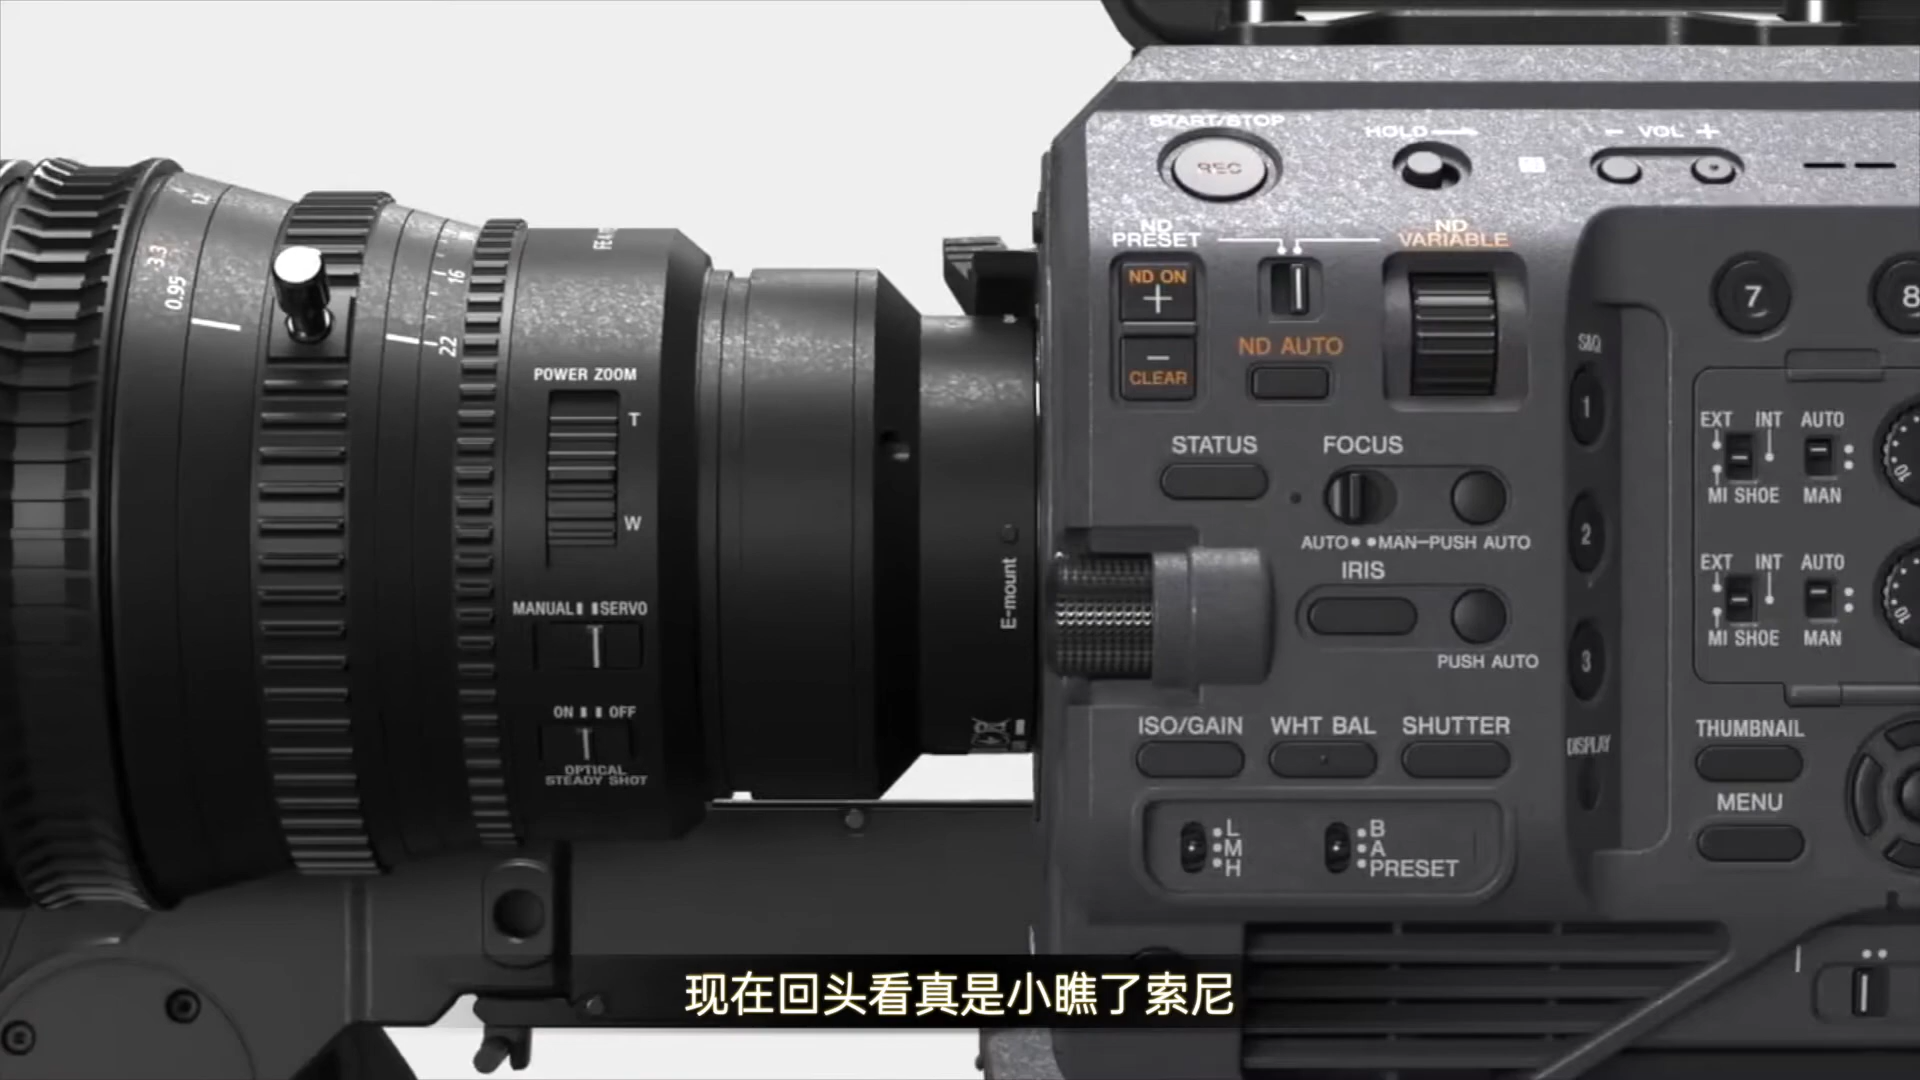 START/STOP
REC
HOLD
− VOL +
ND
PRESET
ND
VARIABLE
ND ON
+
−
CLEAR
ND AUTO
STATUS
FOCUS
AUTO MAN PUSH AUTO
IRIS
PUSH AUTO
ISO/GAIN WHT BAL SHUTTER
L
M
H
B
A
PRESET
S&Q
1
2
3
DISPLAY
7
8
EXT INT AUTO
MI SHOE MAN
10
EXT INT AUTO
MI SHOE MAN
10
THUMBNAIL
MENU
12
3.3
0.95
16
22
POWER ZOOM
T
W
MANUAL SERVO
ON OFF
OPTICAL
STEADY SHOT
E-mount
现在回头看真是小瞧了索尼